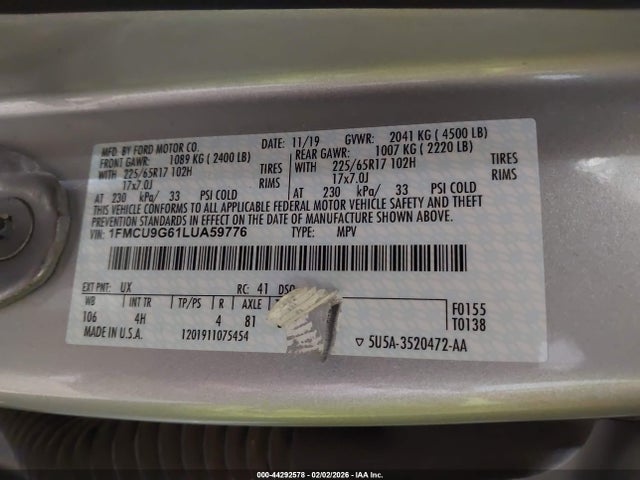 MFD. BY FORD MOTOR CO.
DATE: 11/19 GVWR: 2041 KG ( 4500 LB)
FRONT GAWR: 1089 KG ( 2400 LB)
REAR GAWR: 1007 KG ( 2220 LB)
WITH 225/65R17 102H TIRES
WITH 225/65R17 102H TIRES
17x7.0J RIMS
17x7.0J RIMS
AT 230 kPa/ 33 PSI COLD
AT 230 kPa/ 33 PSI COLD
THIS VEHICLE CONFORMS TO ALL APPLICABLE FEDERAL MOTOR VEHICLE SAFETY AND THEFT
PREVENTION STANDARDS IN EFFECT ON THE DATE OF MANUFACTURE SHOWN ABOVE.
VIN: 1FMCU9G61LUA59776 TYPE: MPV
EXT PNT: UX RC: 41 DSO:
WB INT TR TP/PS R AXLE
106 4H 4 81
F0155
T0138
MADE IN U.S.A. 1201911075454
▽ 5U5A-3520472-AA
000-44292578 - 02/02/2026 - IAA Inc.